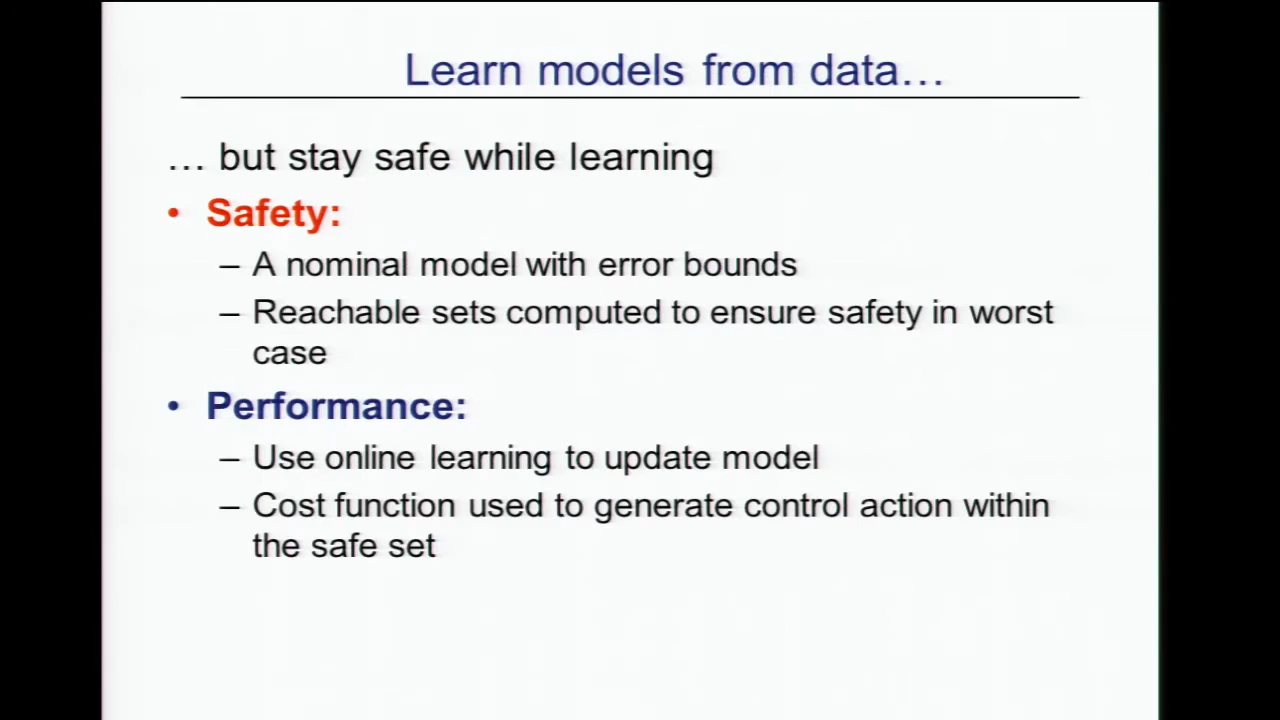 Learn models from data…
… but stay safe while learning
• Safety:
– A nominal model with error bounds
– Reachable sets computed to ensure safety in worst
case
• Performance:
– Use online learning to update model
– Cost function used to generate control action within
the safe set